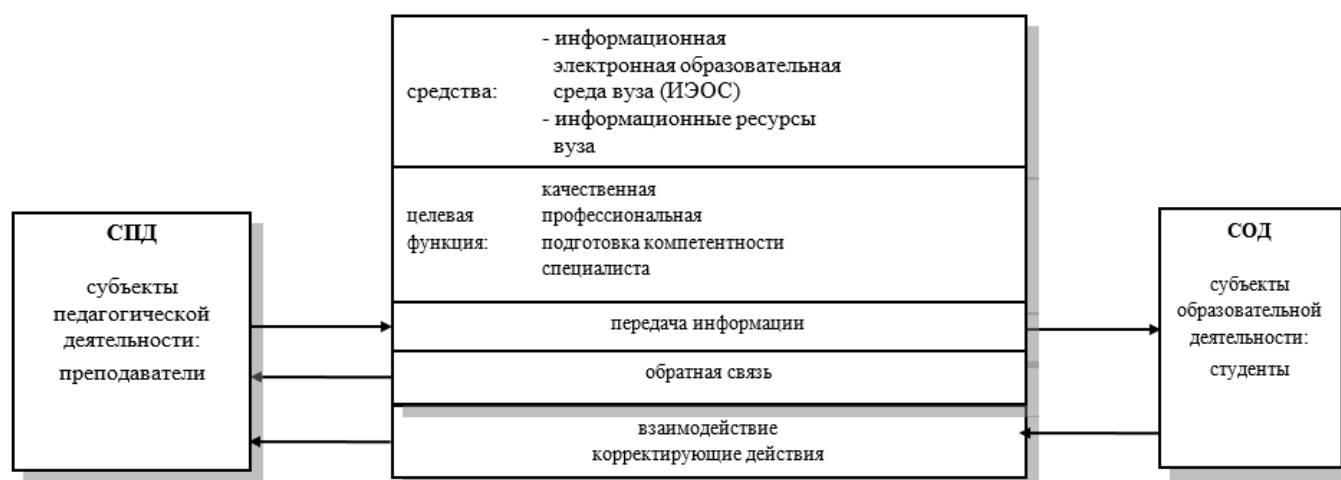 СПД
субъекты
педагогической
деятельности:
преподаватели
средства:
- информационная
электронная образовательная
среда вуза (ИЭОС)
- информационные ресурсы
вуза
целевая
функция:
качественная
профессиональная
подготовка компетентности
специалиста
передача информации
обратная связь
взаимодействие
корректирующие действия
СОД
субъекты
образовательной
деятельности:
студенты